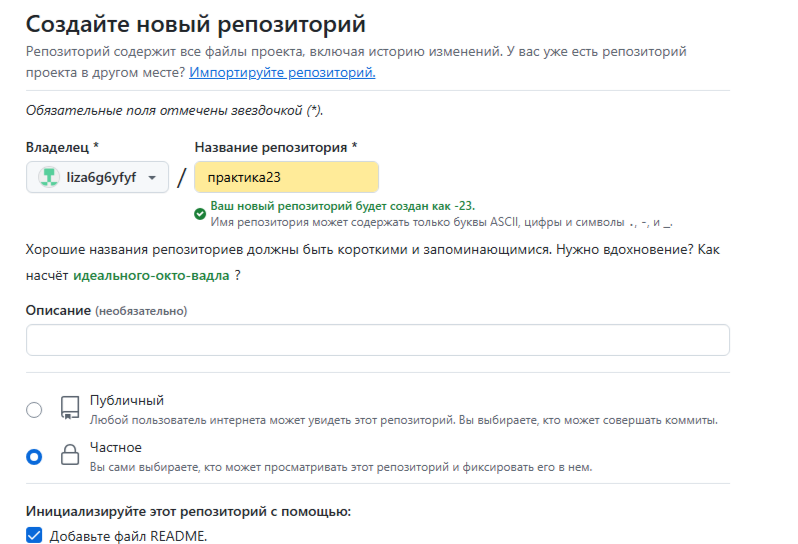 Создайте новый репозиторий
Репозиторий содержит все файлы проекта, включая историю изменений. У вас уже есть репозиторий
проекта в другом месте? Импортируйте репозиторий.
Обязательные поля отмечены звездочкой (*).
Владелец *
Название репозитория *
liza6g6yfyf
/
практика23
Ваш новый репозиторий будет создан как -23.
Имя репозитория может содержать только буквы ASCII, цифры и символы ., -, и _.
Хорошие названия репозиториев должны быть короткими и запоминающимися. Нужно вдохновение? Как
насчёт идеального-окто-вадла ?
Описание (необязательно)
Публичный
Любой пользователь интернета может увидеть этот репозиторий. Вы выбираете, кто может совершать коммиты.
Частное
Вы сами выбираете, кто может просматривать этот репозиторий и фиксировать его в нем.
Инициализируйте этот репозиторий с помощью:
Добавьте файл README.